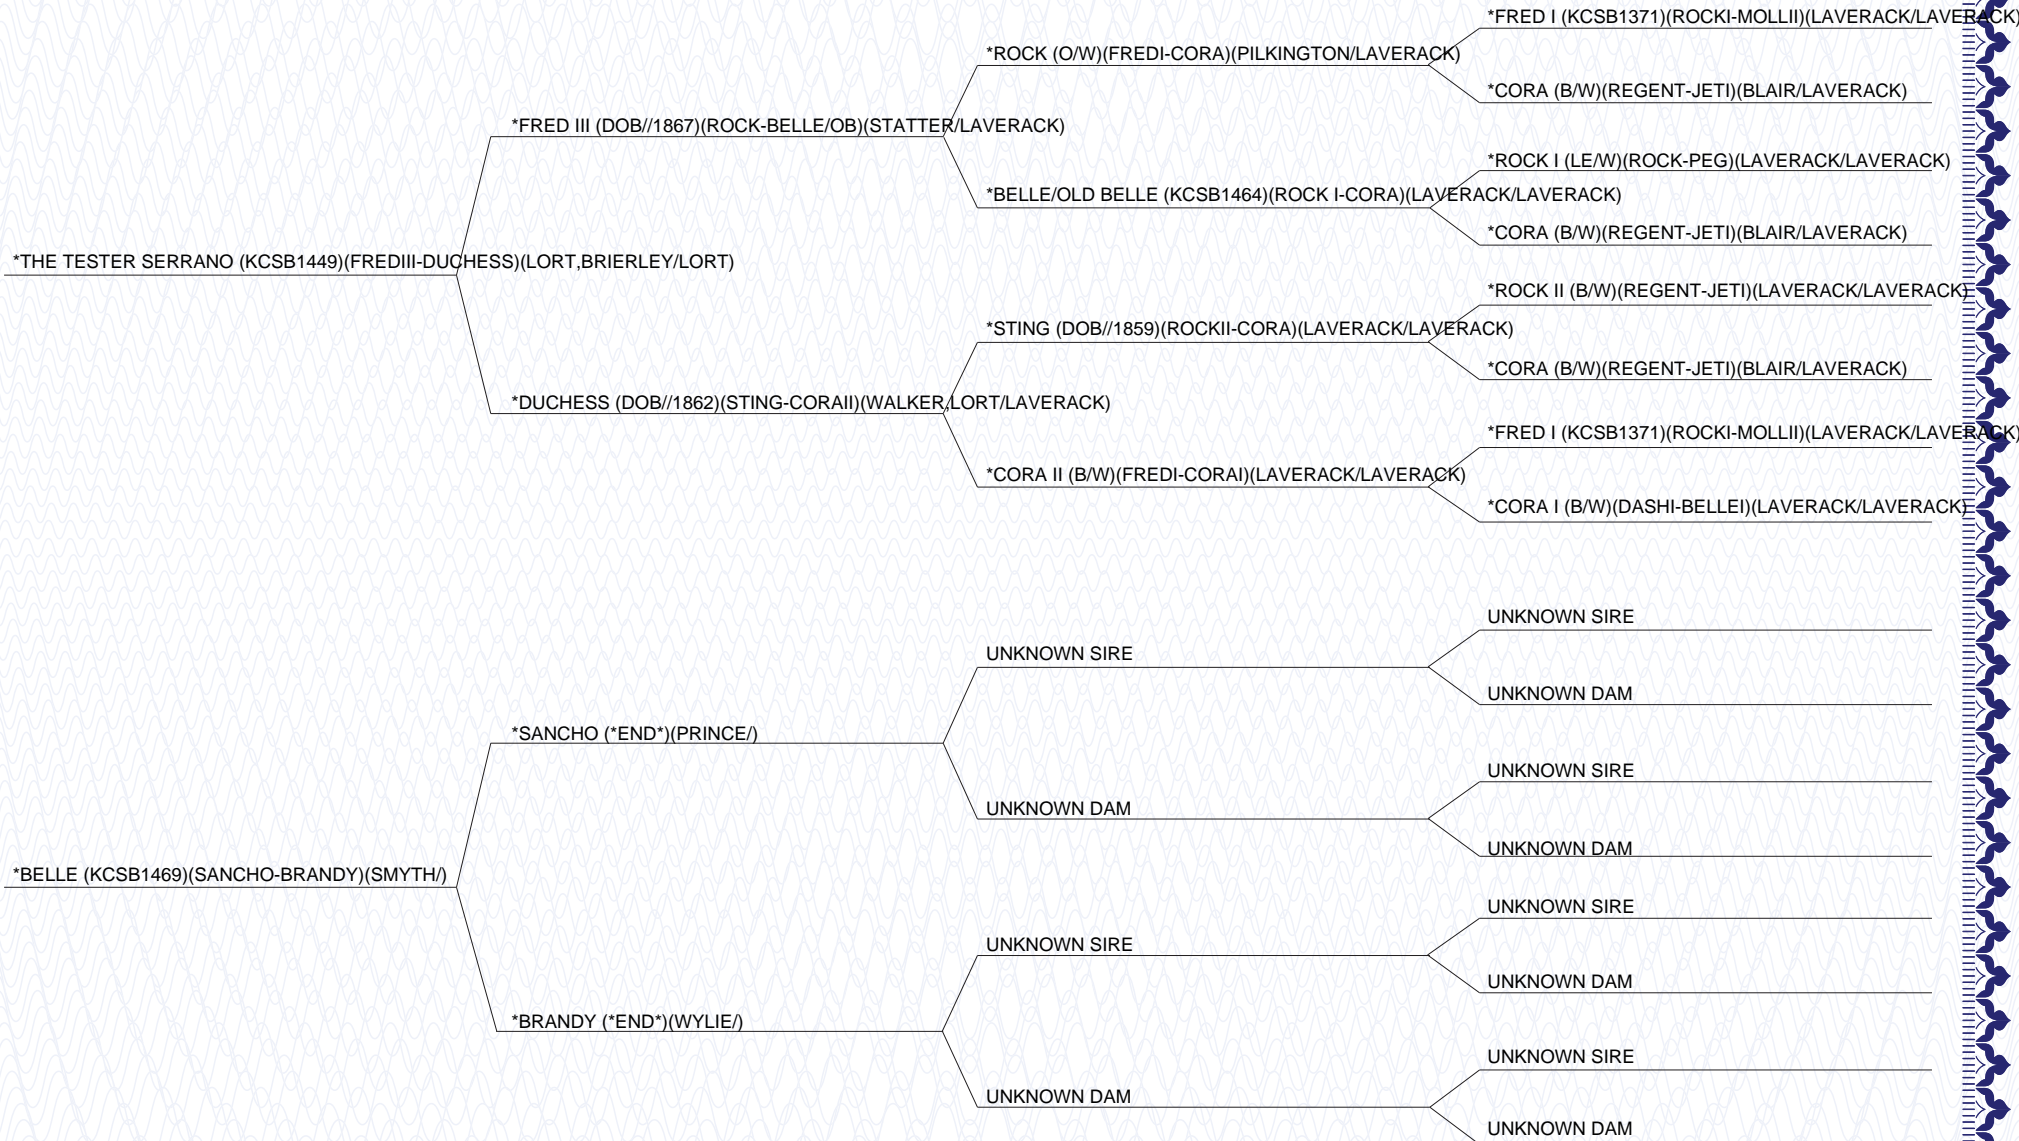 *FRED I (KCSB1371)(ROCKI-MOLLII)(LAVERACK/LAVERACK)
*ROCK (O/W)(FREDI-CORA)(PILKINGTON/LAVERACK)
*CORA (B/W)(REGENT-JETI)(BLAIR/LAVERACK)
*FRED III (DOB//1867)(ROCK-BELLE/OB)(STATTER/LAVERACK)
*ROCK I (LE/W)(ROCK-PEG)(LAVERACK/LAVERACK)
*BELLE/OLD BELLE (KCSB1464)(ROCK I-CORA)(LAVERACK/LAVERACK)
*CORA (B/W)(REGENT-JETI)(BLAIR/LAVERACK)
*THE TESTER SERRANO (KCSB1449)(FREDIII-DUCHESS)(LORT,BRIERLEY/LORT)
*ROCK II (B/W)(REGENT-JETI)(LAVERACK/LAVERACK)
*STING (DOB//1859)(ROCKII-CORA)(LAVERACK/LAVERACK)
*CORA (B/W)(REGENT-JETI)(BLAIR/LAVERACK)
*DUCHESS (DOB//1862)(STING-CORAII)(WALKER,LORT/LAVERACK)
*FRED I (KCSB1371)(ROCKI-MOLLII)(LAVERACK/LAVERACK)
*CORA II (B/W)(FREDI-CORAI)(LAVERACK/LAVERACK)
*CORA I (B/W)(DASHI-BELLEI)(LAVERACK/LAVERACK)
UNKNOWN SIRE
UNKNOWN SIRE
UNKNOWN DAM
*SANCHO (*END*)(PRINCE/)
UNKNOWN SIRE
UNKNOWN DAM
UNKNOWN DAM
*BELLE (KCSB1469)(SANCHO-BRANDY)(SMYTH/)
UNKNOWN SIRE
UNKNOWN SIRE
UNKNOWN DAM
*BRANDY (*END*)(WYLIE/)
UNKNOWN SIRE
UNKNOWN DAM
UNKNOWN DAM